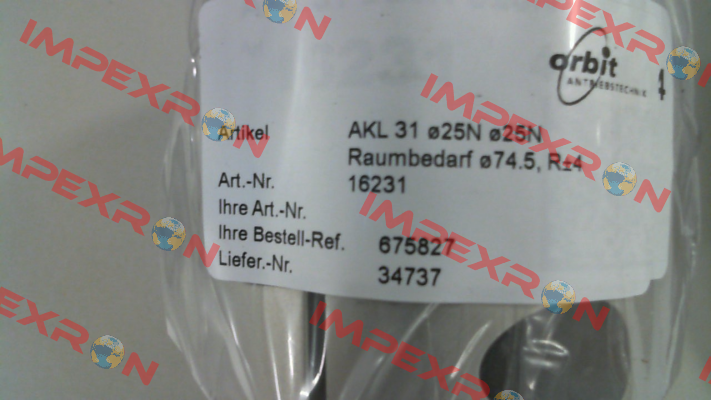 orbit
ANTRIEBSTECHNIK
Artikel AKL 31 ø25N ø25N
Raumbedarf ø74.5, R±4
Art.-Nr. 16231
Ihre Art.-Nr.
Ihre Bestell-Ref. 675827
Liefer.-Nr. 34737
IMPEXRON
IMPEXRON
IMPEXRON
IMPEXRON
IMPEXRON
IMPEXRON